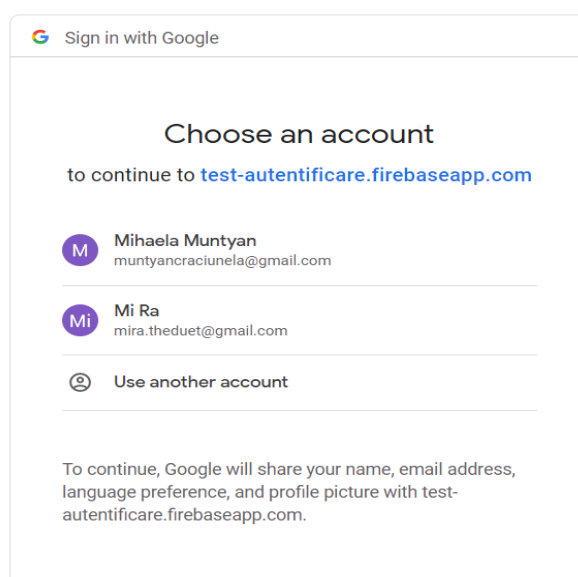 Sign in with Google
Choose an account
to continue to test-autentificare.firebaseapp.com
M
Mihaela Muntyan
muntyancraciunela@gmail.com
Mi
Mi Ra
mira.theduet@gmail.com
Use another account
To continue, Google will share your name, email address,
language preference, and profile picture with test-
autentificare.firebaseapp.com.